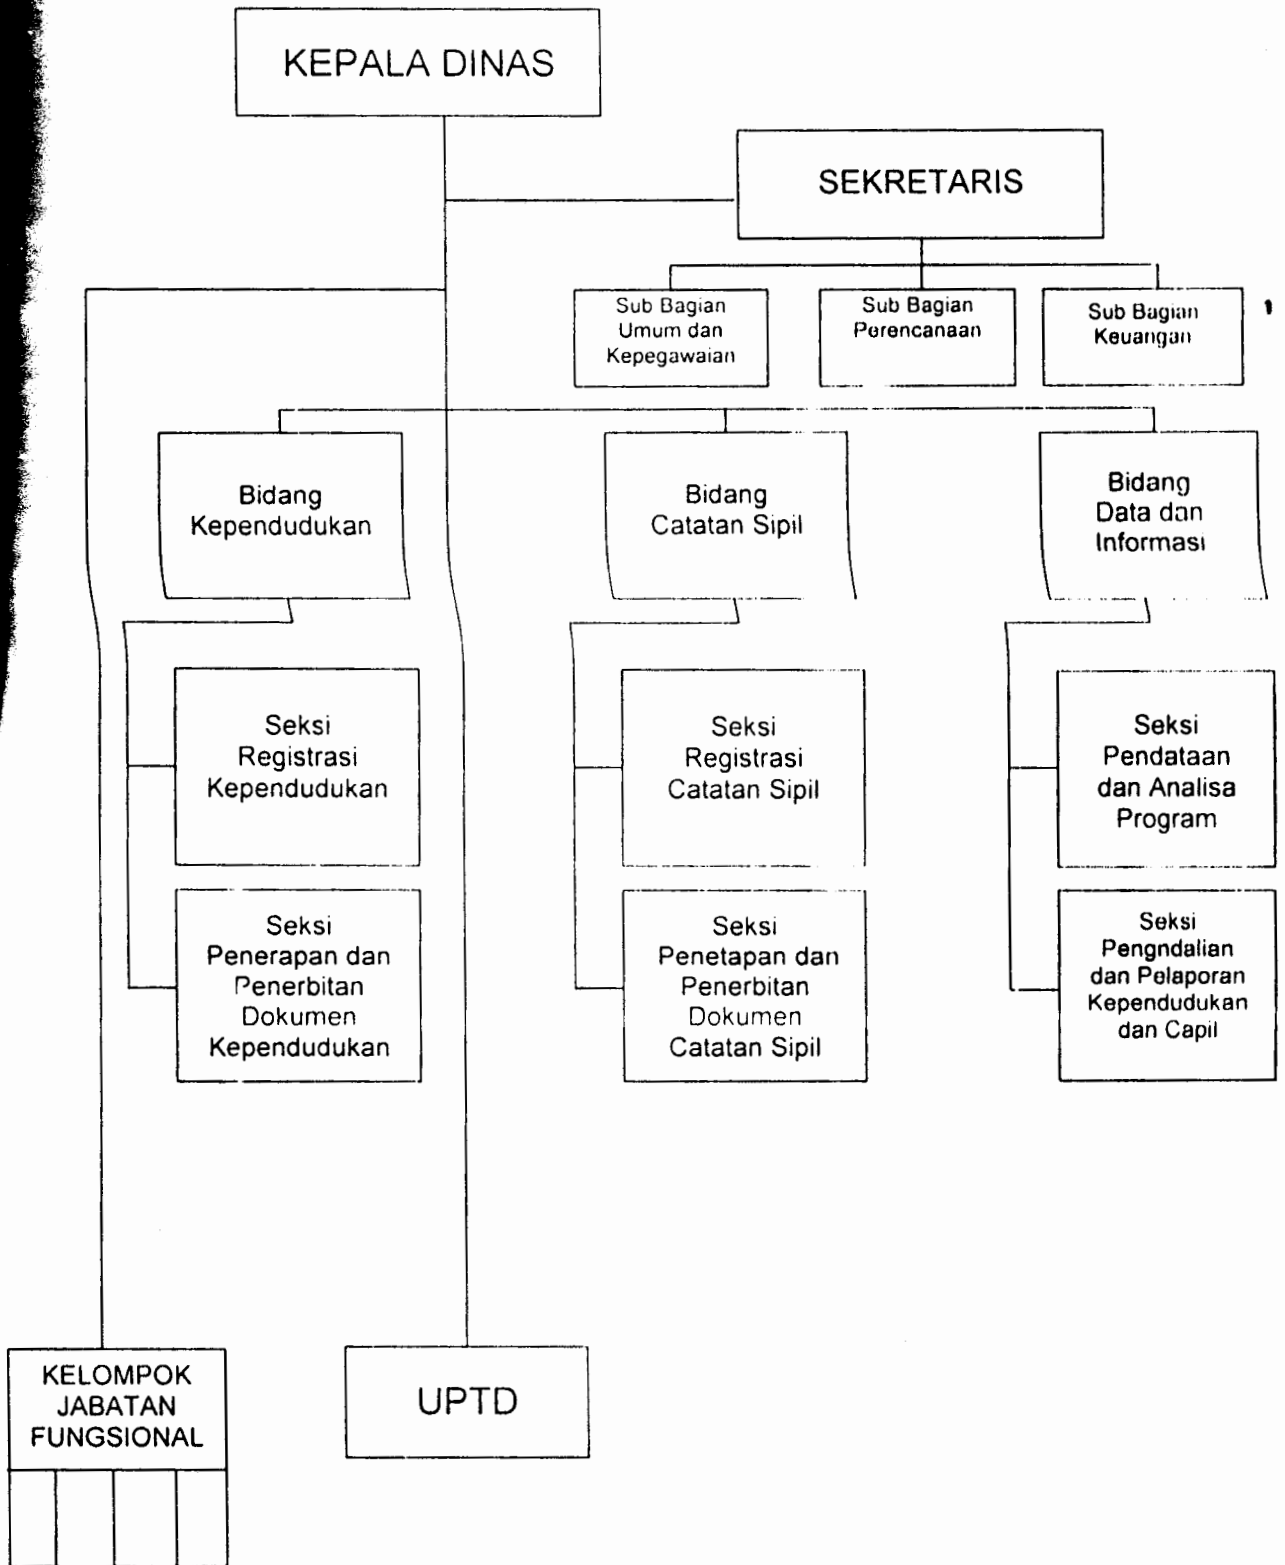 KEPALA DINAS
SEKRETARIS
Sub Bagian
Umum dan
Kepegawaian
Sub Bagian
Perencanaan
Sub Bagian
Keuangan
Bidang
Kependudukan
Bidang
Catatan Sipil
Bidang
Data dan
Informasi
Seksi
Registrasi
Kependudukan
Seksi
Registrasi
Catatan Sipil
Seksi
Pendataan
dan Analisa
Program
Seksi
Penerapan dan
Penerbitan
Dokumen
Kependudukan
Seksi
Penetapan dan
Penerbitan
Dokumen
Catatan Sipil
Seksi
Pengndalian
dan Pelaporan
Kependudukan
dan Capil
KELOMPOK
JABATAN
FUNGSIONAL
UPTD